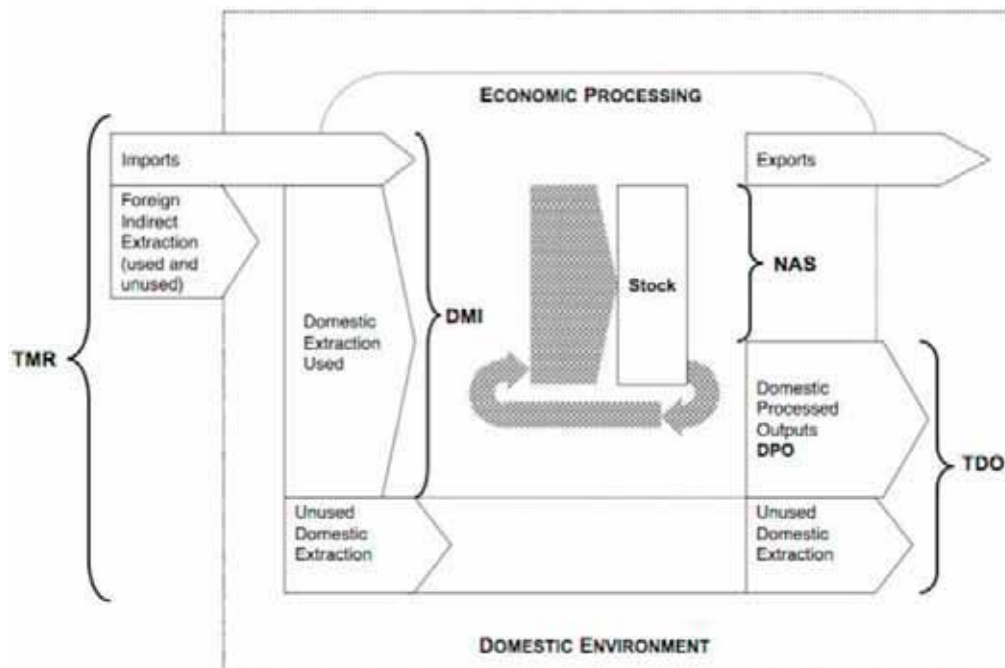 ECONOMIC PROCESSING
Imports
Exports
Foreign
Indirect
Extraction
(used and
unused)
Stock
NAS
Domestic
Extraction
Used
DMI
TMR
Domestic
Processed
Outputs
DPO
TDO
Unused
Domestic
Extraction
Unused
Domestic
Extraction
DOMESTIC ENVIRONMENT